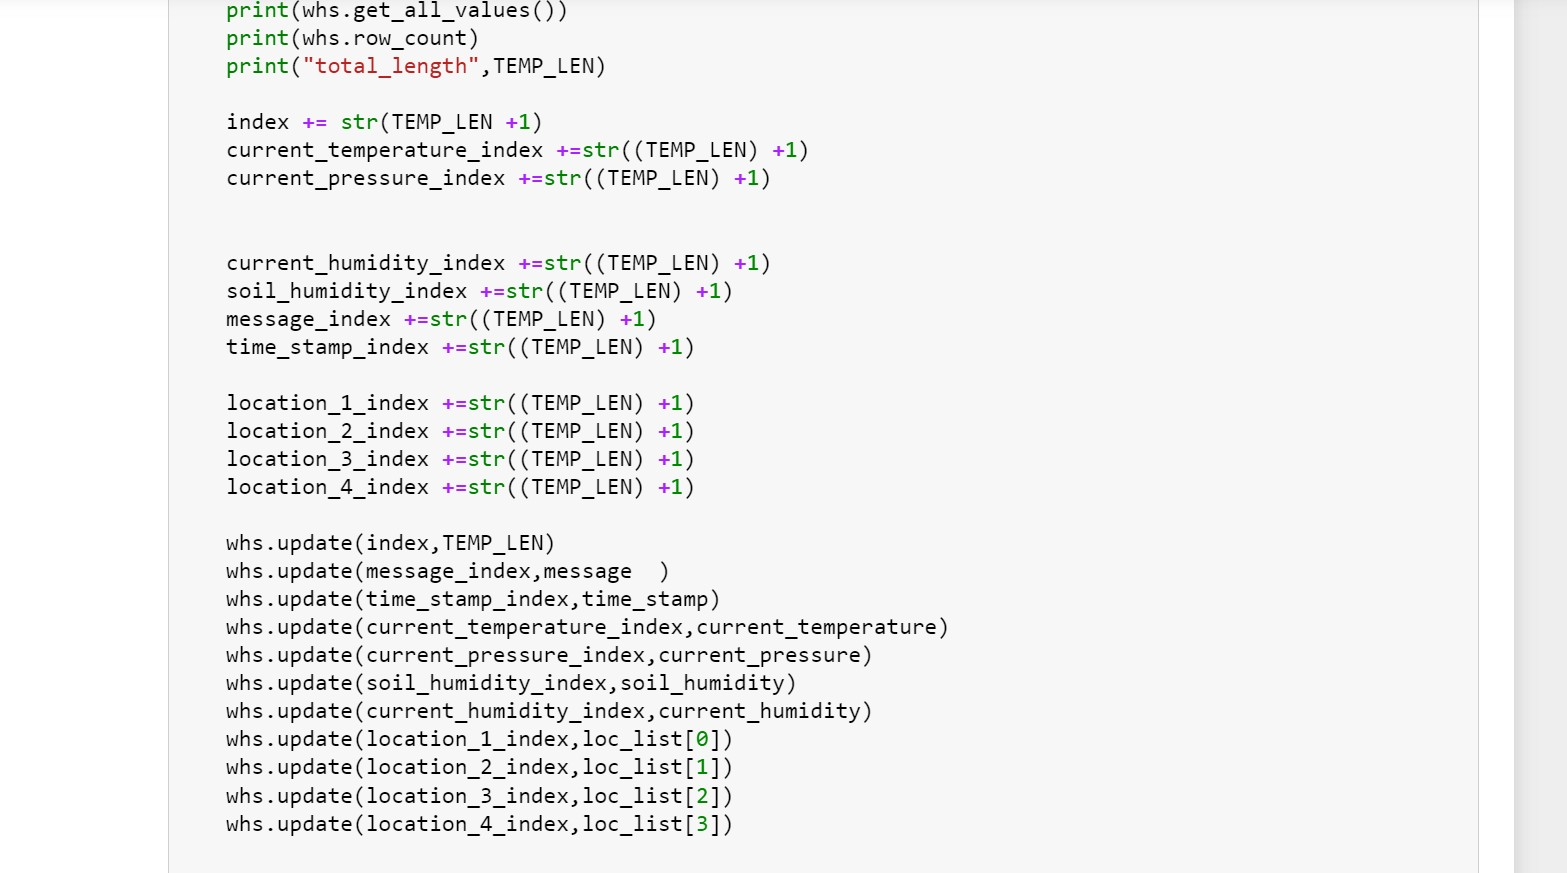 print(whs.get_all_values())
print(whs.row_count)
print("total_length",TEMP_LEN)
index += str(TEMP_LEN +1)
current_temperature_index +=str((TEMP_LEN) +1)
current_pressure_index +=str((TEMP_LEN) +1)
current_humidity_index +=str((TEMP_LEN) +1)
soil_humidity_index +=str((TEMP_LEN) +1)
message_index +=str((TEMP_LEN) +1)
time_stamp_index +=str((TEMP_LEN) +1)
location_1_index +=str((TEMP_LEN) +1)
location_2_index +=str((TEMP_LEN) +1)
location_3_index +=str((TEMP_LEN) +1)
location_4_index +=str((TEMP_LEN) +1)
whs.update(index,TEMP_LEN)
whs.update(message_index,message  )
whs.update(time_stamp_index,time_stamp)
whs.update(current_temperature_index,current_temperature)
whs.update(current_pressure_index,current_pressure)
whs.update(soil_humidity_index,soil_humidity)
whs.update(current_humidity_index,current_humidity)
whs.update(location_1_index,loc_list[0])
whs.update(location_2_index,loc_list[1])
whs.update(location_3_index,loc_list[2])
whs.update(location_4_index,loc_list[3])